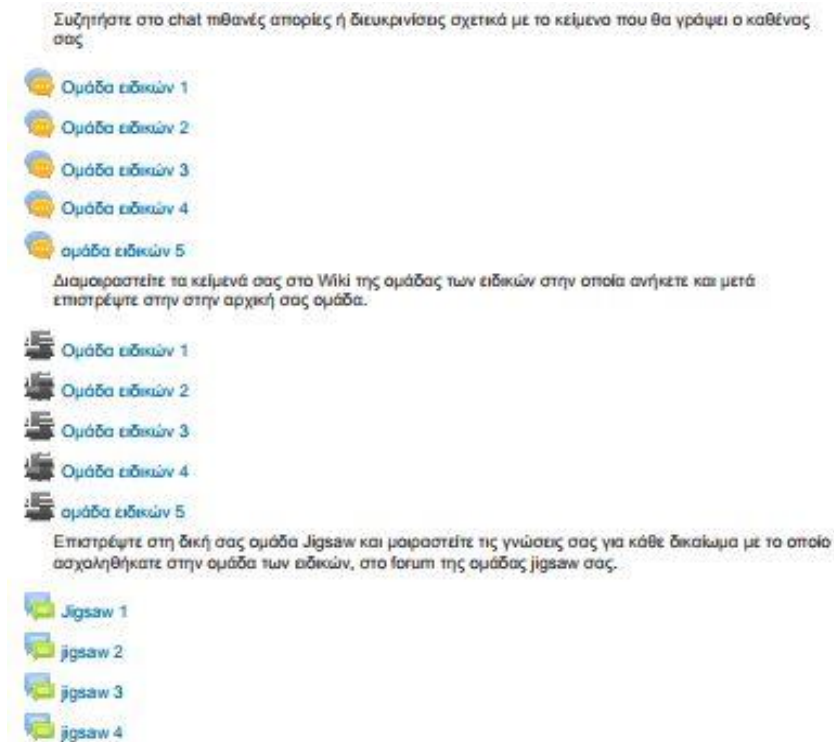 Συζητήστε στο chat πιθανές απορίες ή διευκρινίσεις σχετικά με το κείμενο που θα γράψει ο καθένας
σας
Ομάδα ειδικών 1
Ομάδα ειδικών 2
Ομάδα ειδικών 3
Ομάδα ειδικών 4
ομάδα ειδικών 5
Διαμοιραστείτε τα κείμενά σας στο Wiki της ομάδας των ειδικών στην οποία ανήκετε και μετά
επιστρέψτε στην στην αρχική σας ομάδα.
Ομάδα ειδικών 1
Ομάδα ειδικών 2
Ομάδα ειδικών 3
Ομάδα ειδικών 4
ομάδα ειδικών 5
Επιστρέψτε στη δική σας ομάδα Jigsaw και μοιραστείτε τις γνώσεις σας για κάθε δικαίωμα με το οποίο
ασχοληθήκατε στην ομάδα των ειδικών, στο forum της ομάδας jigsaw σας.
Jigsaw 1
jigsaw 2
jigsaw 3
jigsaw 4